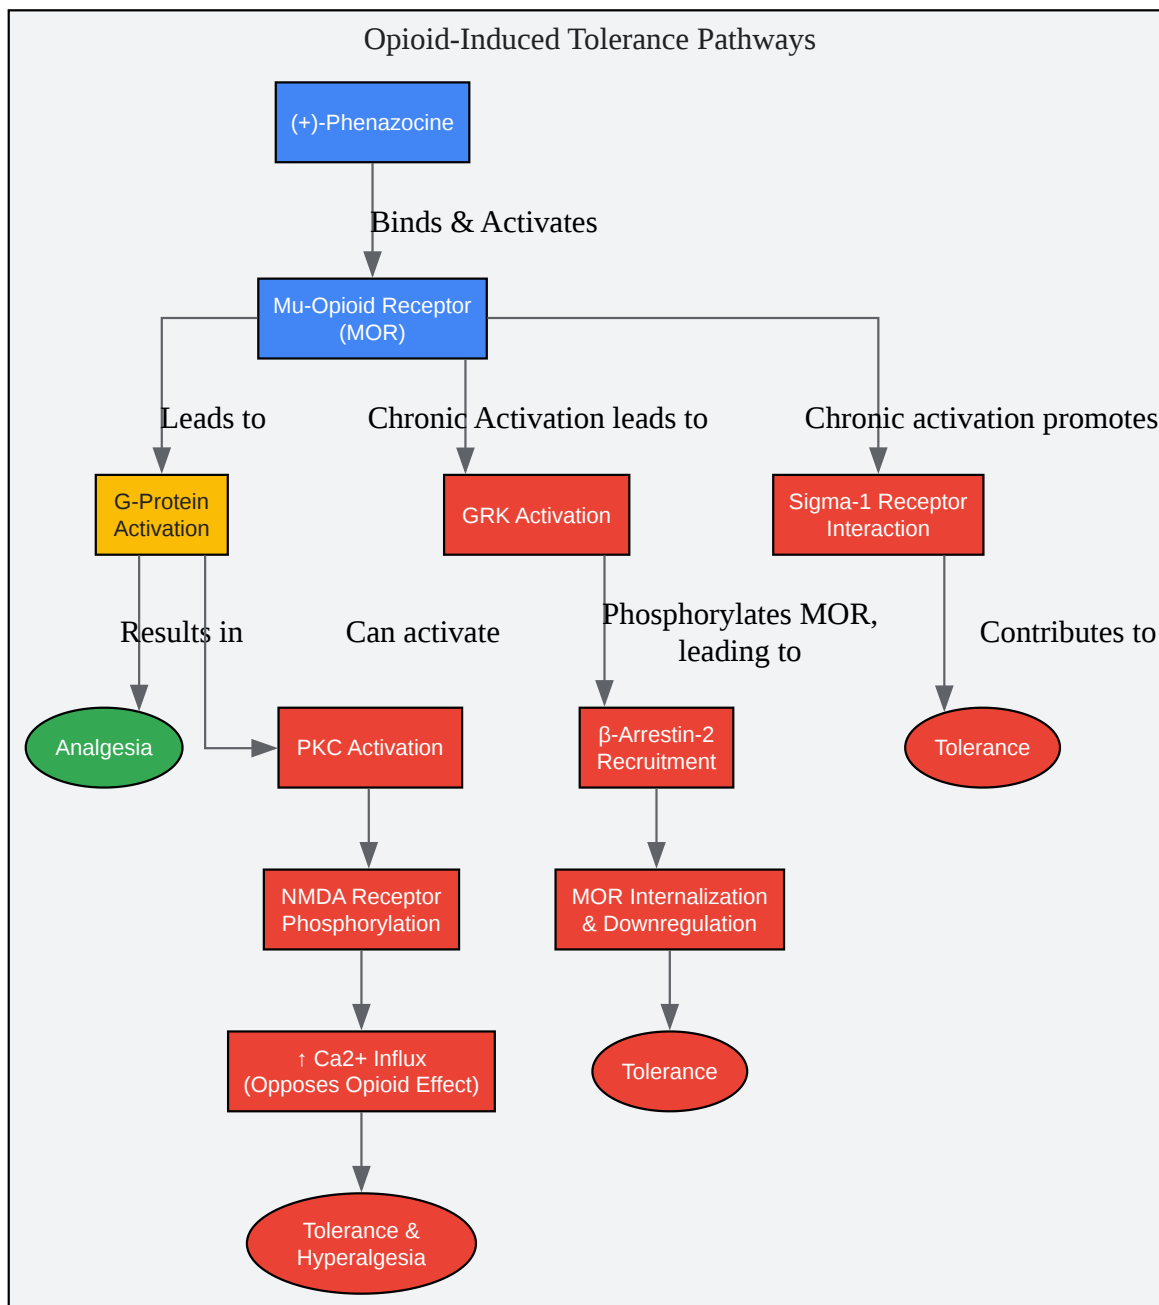 Opioid-Induced Tolerance Pathways
(+)-Phenazocine
Binds & Activates
Mu-Opioid Receptor
(MOR)
Leads to
Chronic Activation leads to
Chronic activation promotes
G-Protein
Activation
GRK Activation
Sigma-1 Receptor
Interaction
Results in
Can activate
Phosphorylates MOR,
leading to
Contributes to
Analgesia
PKC Activation
β-Arrestin-2
Recruitment
Tolerance
NMDA Receptor
Phosphorylation
MOR Internalization
& Downregulation
↑ Ca2+ Influx
(Opposes Opioid Effect)
Tolerance
Tolerance &
Hyperalgesia